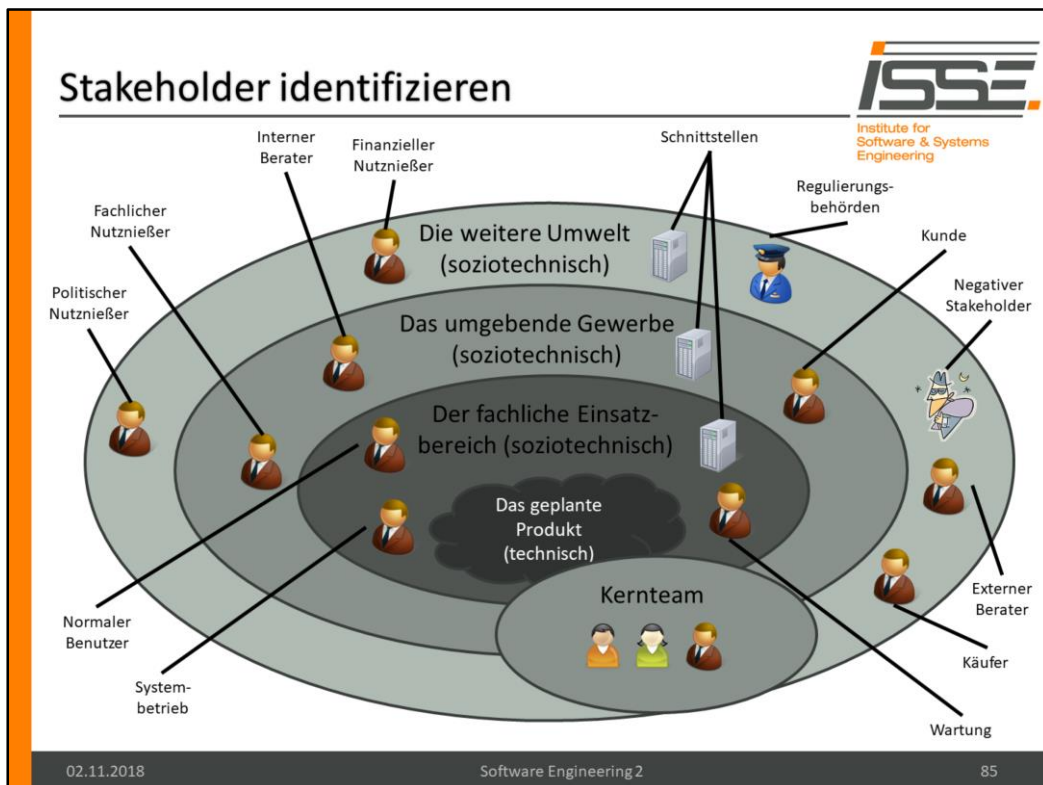 Stakeholder identifizieren
ISSE
Institute for
Software & Systems
Engineering
Interner
Berater
Finanzieller
Nutznießer
Schnittstellen
Regulierungs-
behörden
Fachlicher
Nutznießer
Kunde
Politischer
Nutznießer
Negativer
Stakeholder
Die weitere Umwelt
(soziotechnisch)
Das umgebende Gewerbe
(soziotechnisch)
Der fachliche Einsatz-
bereich (soziotechnisch)
Das geplante
Produkt
(technisch)
Kernteam
Normaler
Benutzer
System-
betrieb
Externer
Berater
Käufer
Wartung
02.11.2018
Software Engineering 2
85